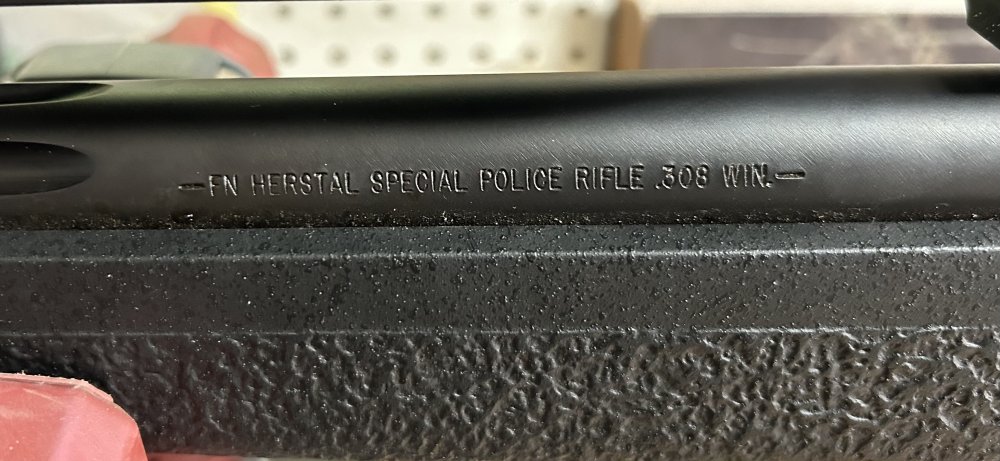 -FN HERSTAL SPECIAL POLICE RIFLE .308 WIN.-